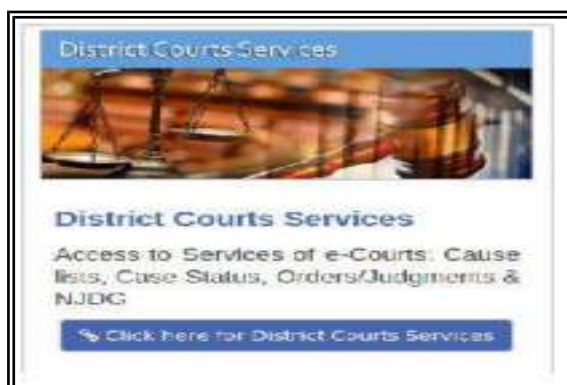 District Courts Services
District Courts Services
Access to Services of e-Courts: Cause
lists, Case Status, Orders/Judgments &
NJDG
Click here for District Courts Services